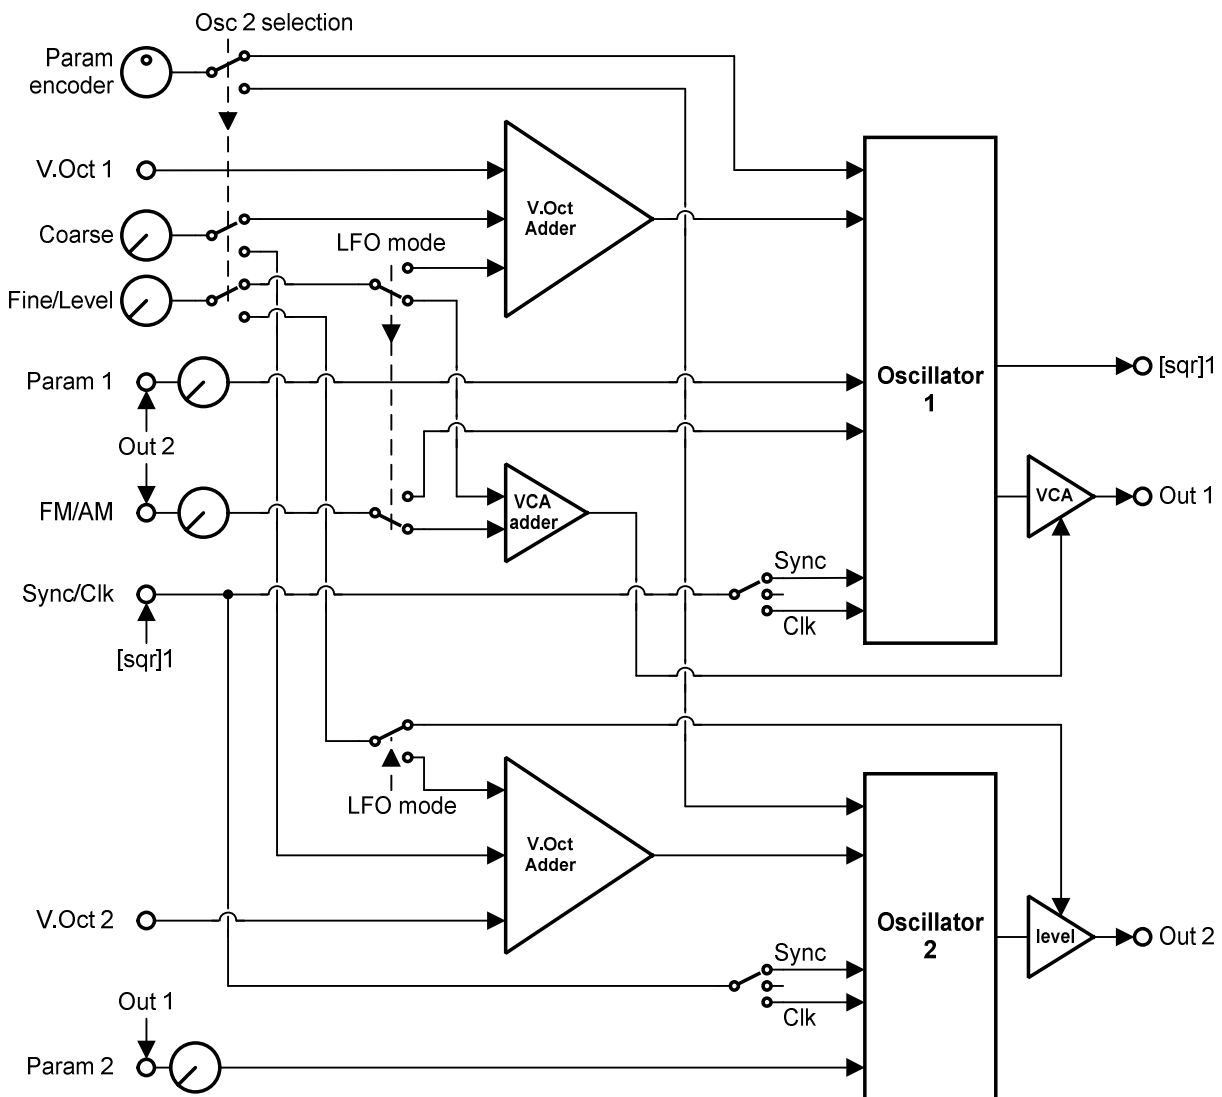 Osc 2 selection
Param
encoder
V.Oct 1
V.Oct
Adder
Coarse
LFO mode
Fine/Level
Param 1
Oscillator
1
[sqr]1
Out 2
FM/AM
VCA
adder
VCA
Out 1
Sync/Clk
Sync
Clk
[sqr]1
LFO mode
V.Oct
Adder
V.Oct 2
Oscillator
2
level
Out 2
Sync
Clk
Out 1
Param 2